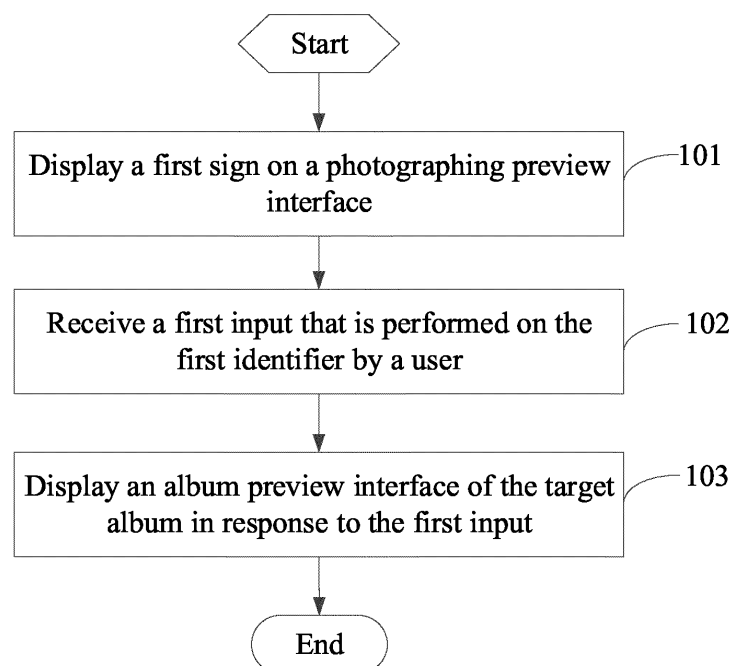 Start
Display a first sign on a photographing preview
interface
101
Receive a first input that is performed on the
first identifier by a user
102
Display an album preview interface of the target
album in response to the first input
103
End